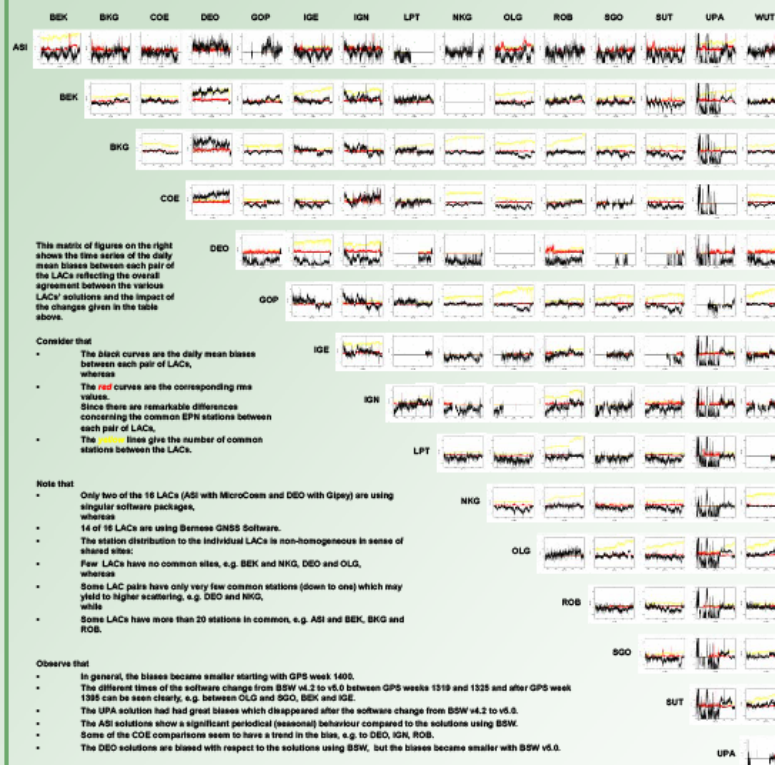 BEK BKG COE DEO GOP IGE IGN LPT NKG OLG ROB SGO SUT UPA WUT
ASI
BEK
BKG
COE
DEO
GOP
IGE
IGN
LPT
NKG
OLG
ROB
SGO
SUT
UPA
This matrix of figures on the right
shows the time series of the daily
mean biases between each pair of
the LACs reflecting the overall
agreement between the various
LACs' solutions and the impact of
the changes given in the table
above.
Consider that
• The black curves are the daily mean biases
between each pair of LACs,
whereas
• The red curves are the corresponding rms
values.
Since there are remarkable differences
concerning the common EPN stations between
each pair of LACs,
• The yellow lines give the number of common
stations between the LACs.
Note that
• Only two of the 16 LACs (ASI with MicroCosm and DEO with Gipsy) are using
singular software packages,
whereas
• 14 of 16 LACs are using Bernese GNSS Software.
• The station distribution to the individual LACs is non-homogeneous in sense of
shared sites:
• Few LACs have no common sites, e.g. BEK and NKG, DEO and OLG,
whereas
• Some LAC pairs have only very few common stations (down to one) which may
yield to higher scattering, e.g. DEO and NKG,
while
• Some LACs have more than 20 stations in common, e.g. ASI and BEK, BKG and
ROB.
Observe that
• In general, the biases became smaller starting with GPS week 1400.
• The different times of the software change from BSW v4.2 to v5.0 between GPS weeks 1319 and 1325 and after GPS week
1395 can be seen clearly, e.g. between OLG and SGO, BEK and IGE.
• The UPA solution had had great biases which disappeared after the software change from BSW v4.2 to v5.0.
• The ASI solutions show a significant periodical (seasonal) behaviour compared to the solutions using BSW.
• Some of the COE comparisons seem to have a trend in the bias, e.g. to DEO, IGN, ROB.
• The DEO solutions are biased with respect to the solutions using BSW, but the biases became smaller with BSW v5.0.